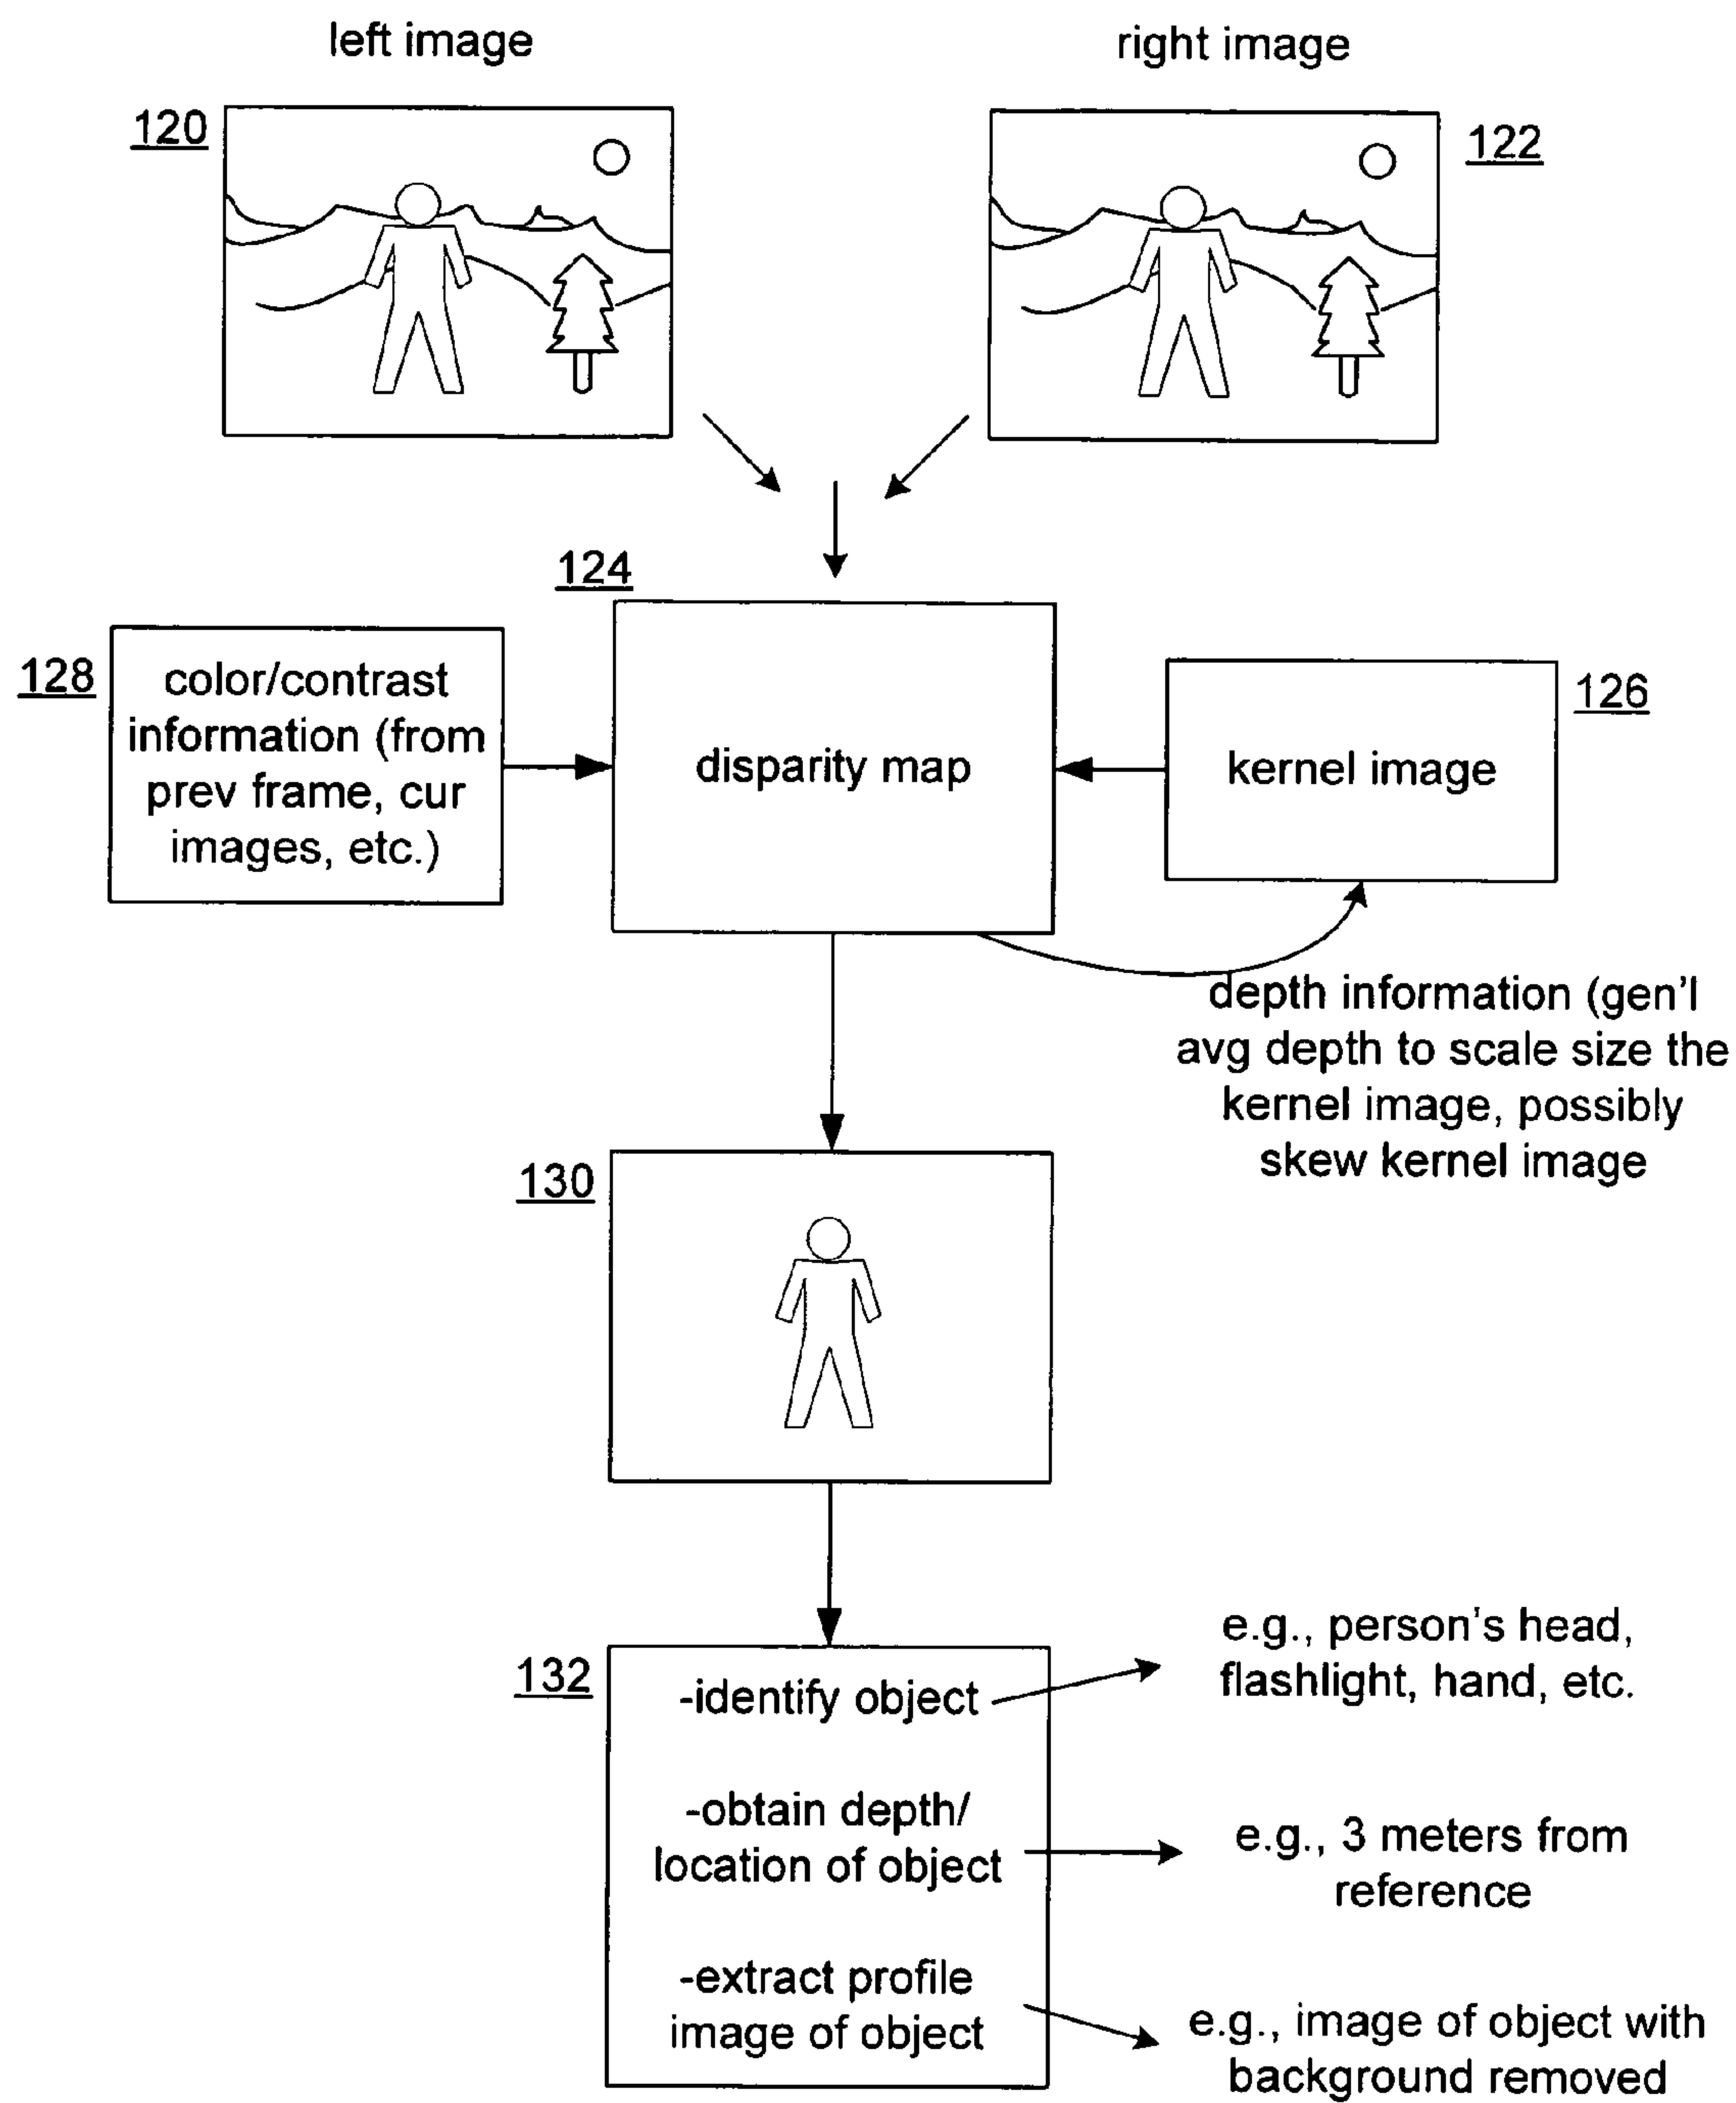 left image
right image
120
122
124
128
color/contrast
information (from
prev frame, cur
images, etc.)
disparity map
kernel image
126
depth information (gen'l
avg depth to scale size the
kernel image, possibly
skew kernel image
130
132
-identify object
e.g., person's head,
flashlight, hand, etc.
-obtain depth/
location of object
e.g., 3 meters from
reference
-extract profile
image of object
e.g., image of object with
background removed